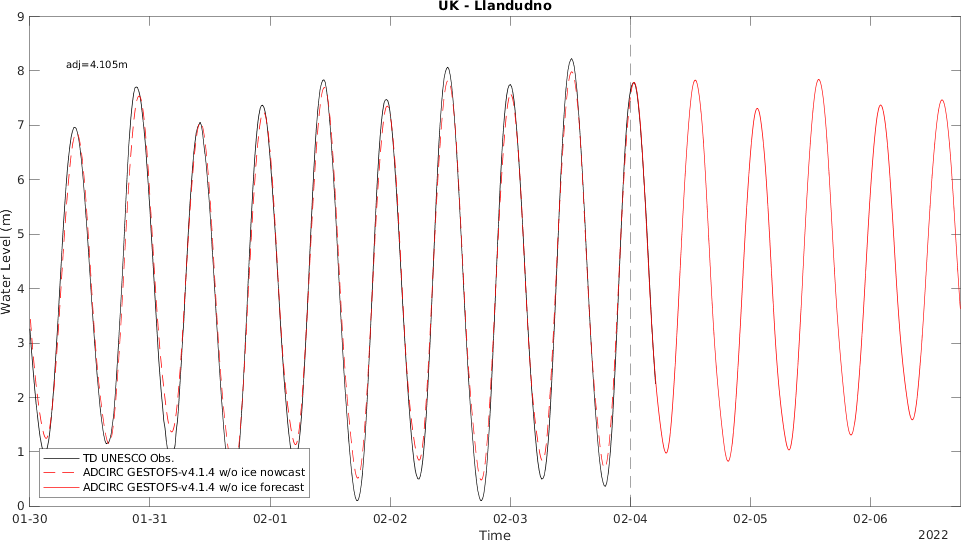 UK - Llandudno
9
8
7
6
5
4
3
2
1
0
Water Level (m)
adj=4.105m
TD UNESCO Obs.
ADCIRC GESTOFS-v4.1.4 w/o ice nowcast
ADCIRC GESTOFS-v4.1.4 w/o ice forecast
01-30 01-31 02-01 02-02 02-03 02-04 02-05 02-06
Time
2022